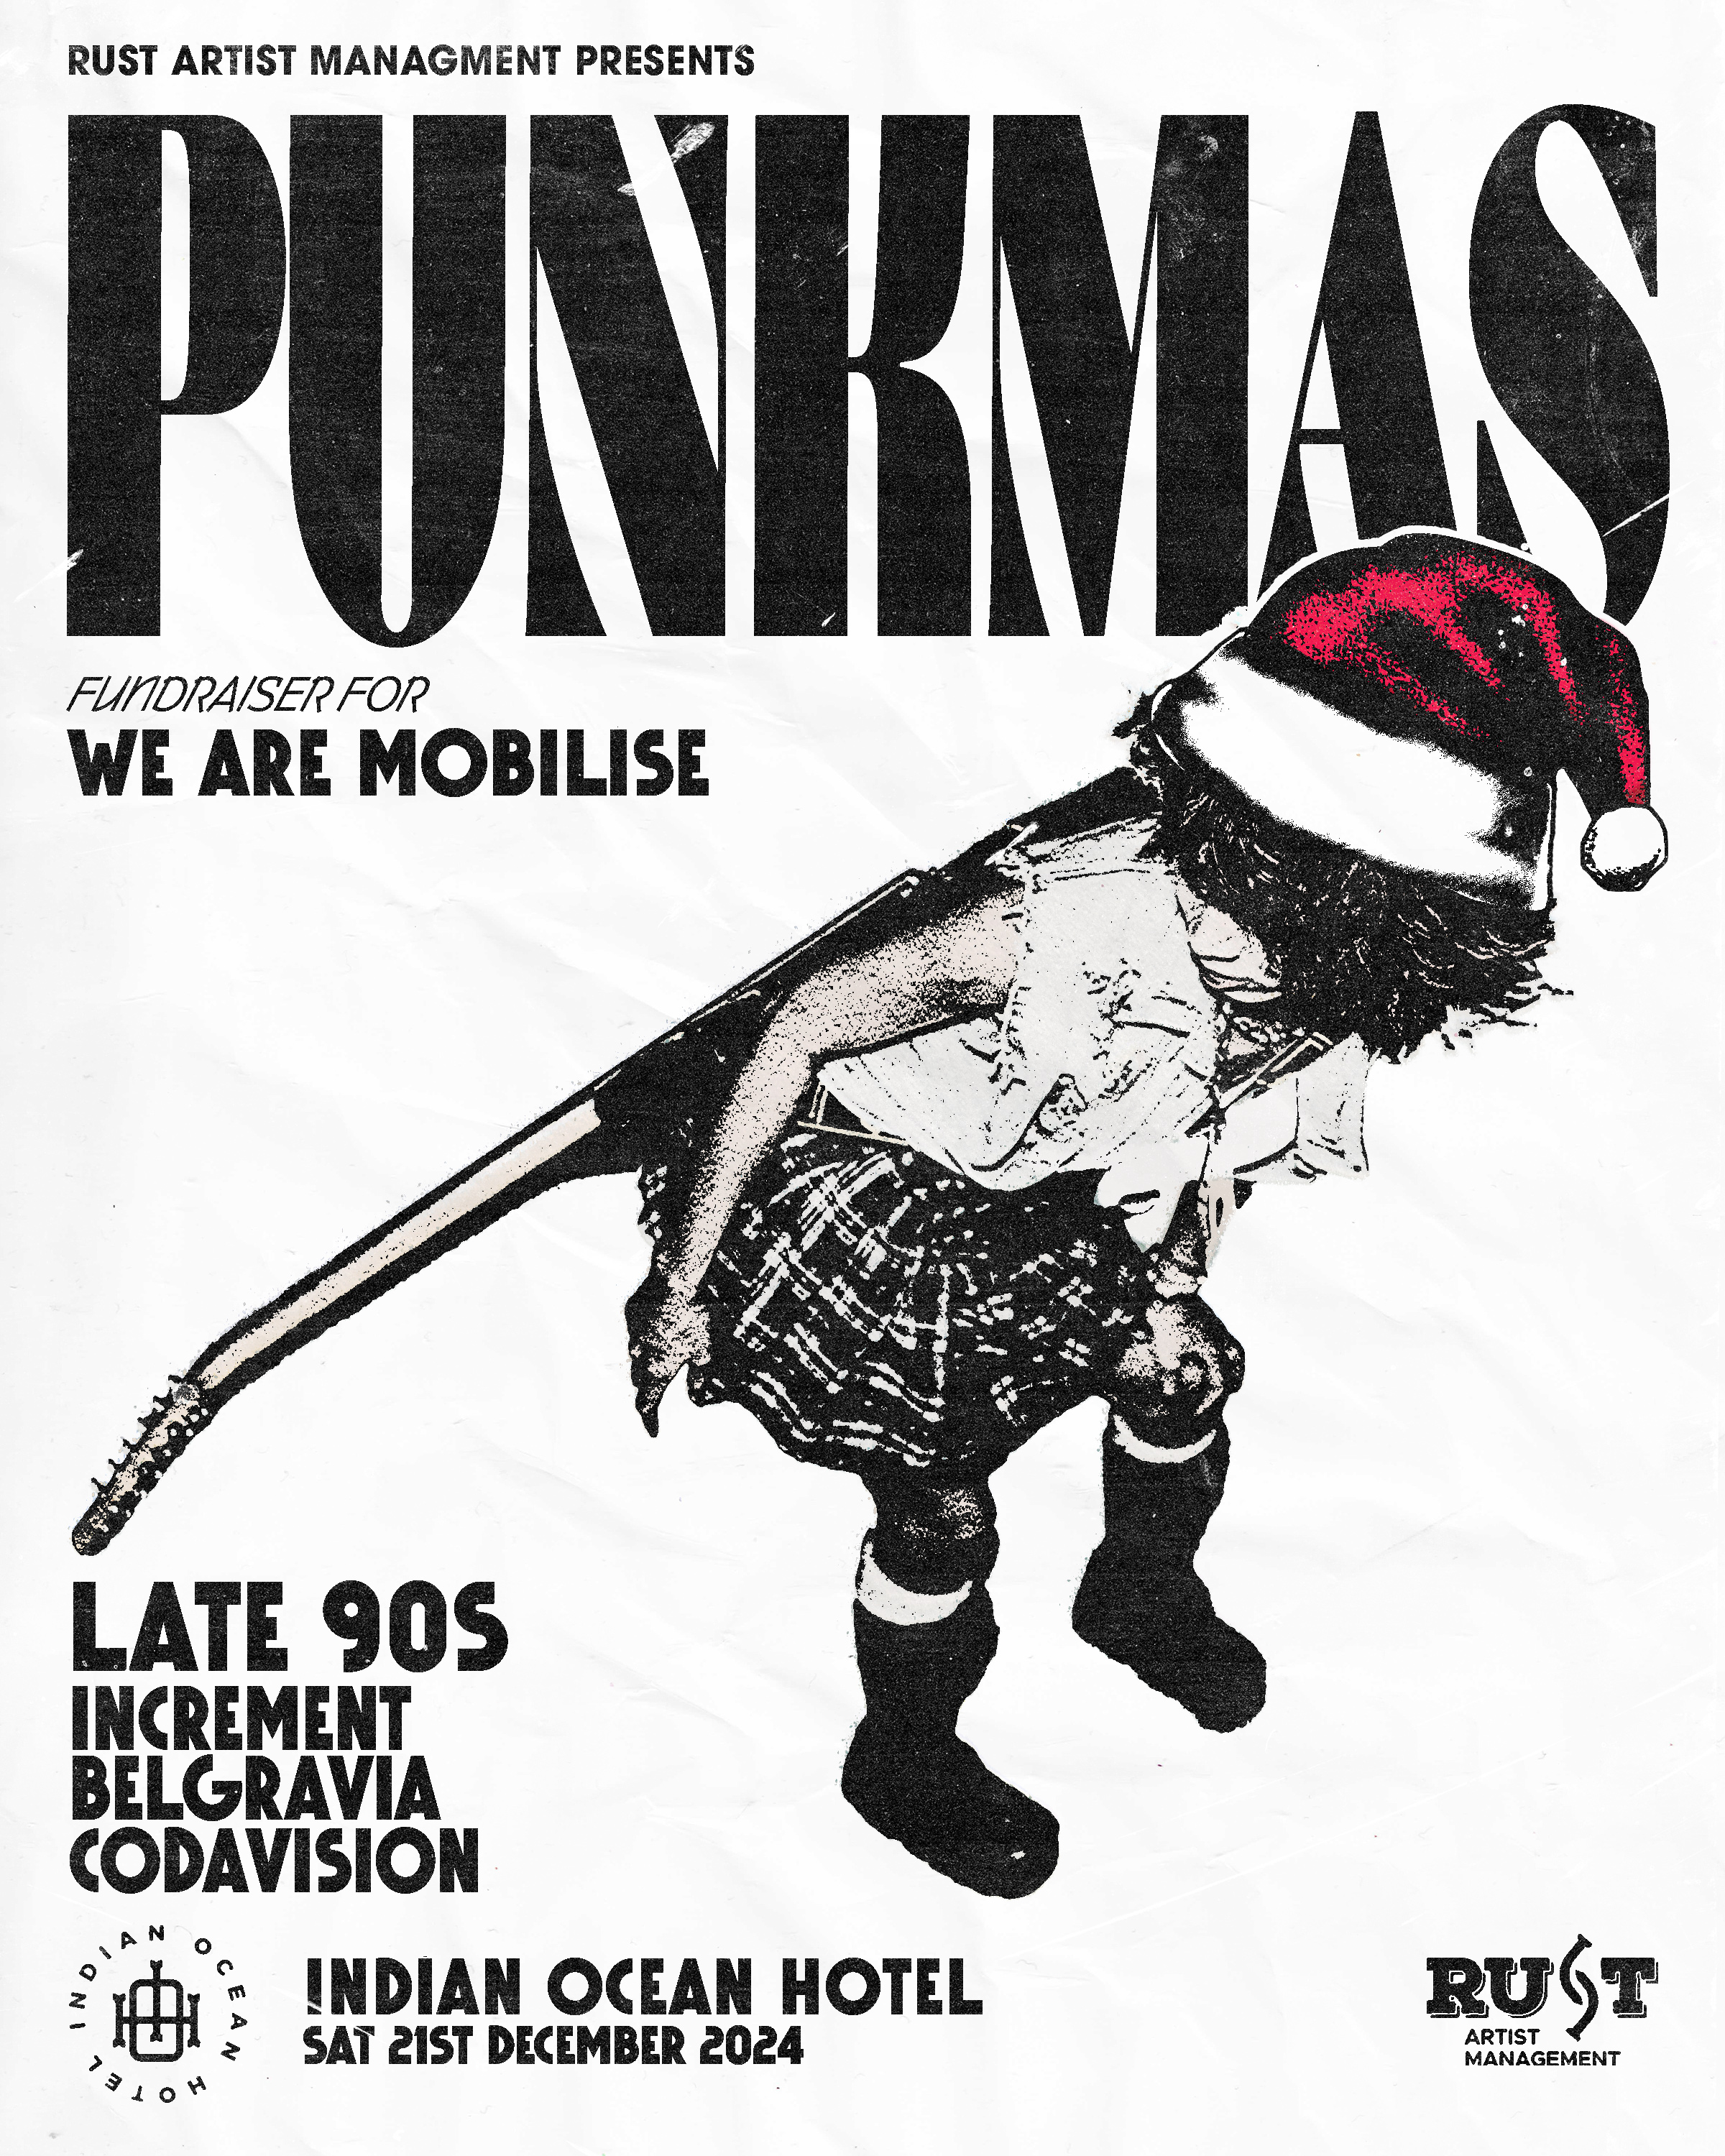 RUST ARTIST MANAGMENT PRESENTS
PUNKMAS
FUNDRAISER FOR
WE ARE MOBILISE
LATE 90S
INCREMENT
BELGRAVIA
CODAVISION
INDIAN OCEAN HOTEL
INDIAN OCEAN HOTEL
SAT 21ST DECEMBER 2024
RUST
ARTIST
MANAGEMENT